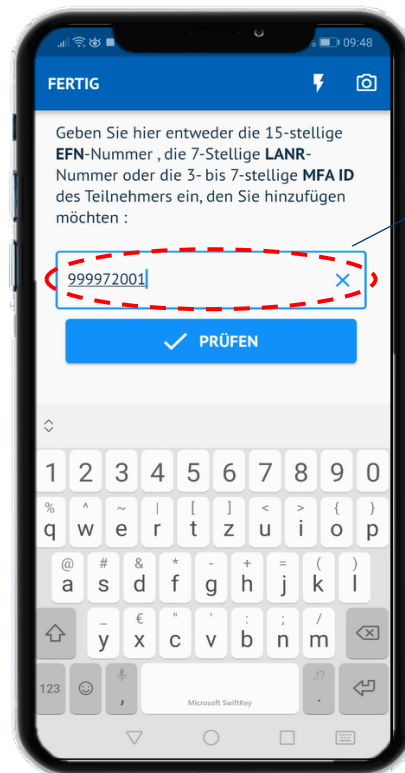 % 09:48
FERTIG
Geben Sie hier entweder die 15-stellige
EFN-Nummer , die 7-Stellige LANR-
Nummer oder die 3- bis 7-stellige MFA ID
des Teilnehmers ein, den Sie hinzufügen
möchten :
999972001
PRÜFEN
1 2 3 4 5 6 7 8 9 0
% ^ ~ | [ ] < > { }
q w e r t z u i o p
@ # & * - + = ( )
a s d f g h j k l
_ € " ' : ; /
y x c v b n m
123 , Microsoft SwiftKey ,!? .